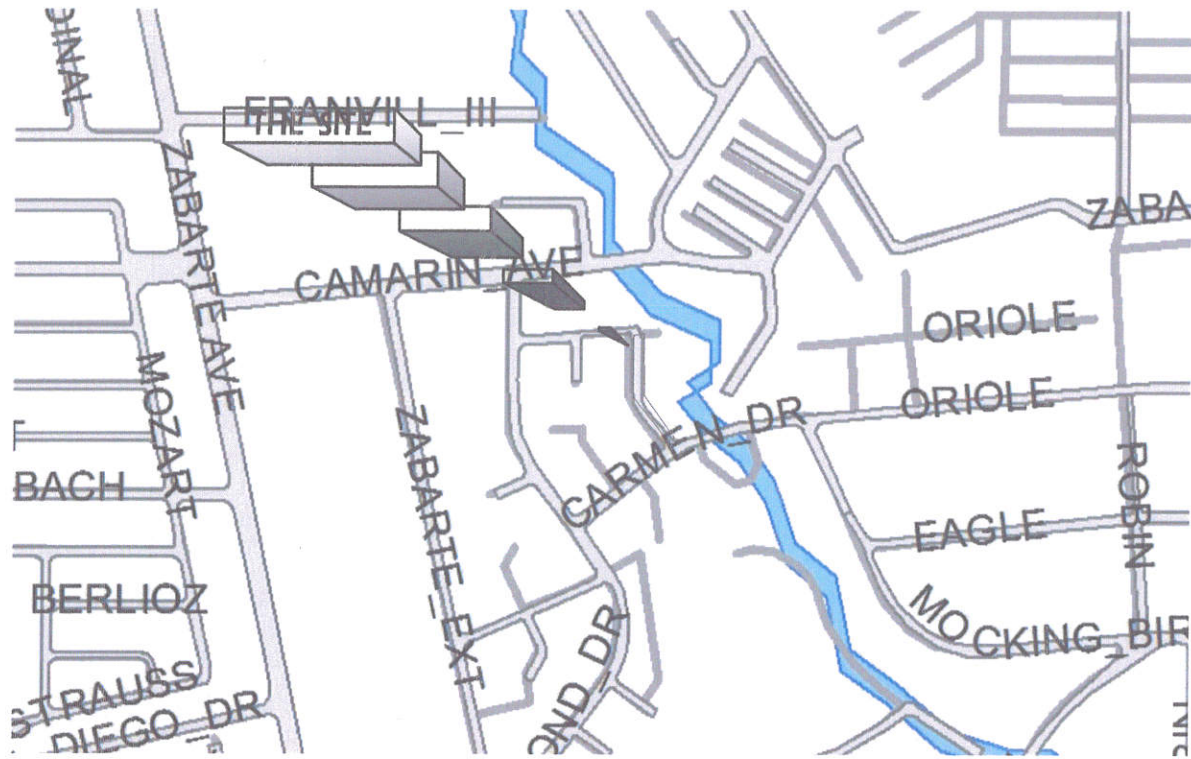 DINAL
FRANVILL_III
THE SITE
ZABARTE AVE
ZABA
CAMARIN_AVE
ORIOLE
MOZART
ORIOLE
CARMEN_DR
ZABARTE_EXT
BACH
ROBIN
EAGLE
BERLIOZ
MOCKING_BIR
OND_DR
STRAUSS
DIEGO_DR